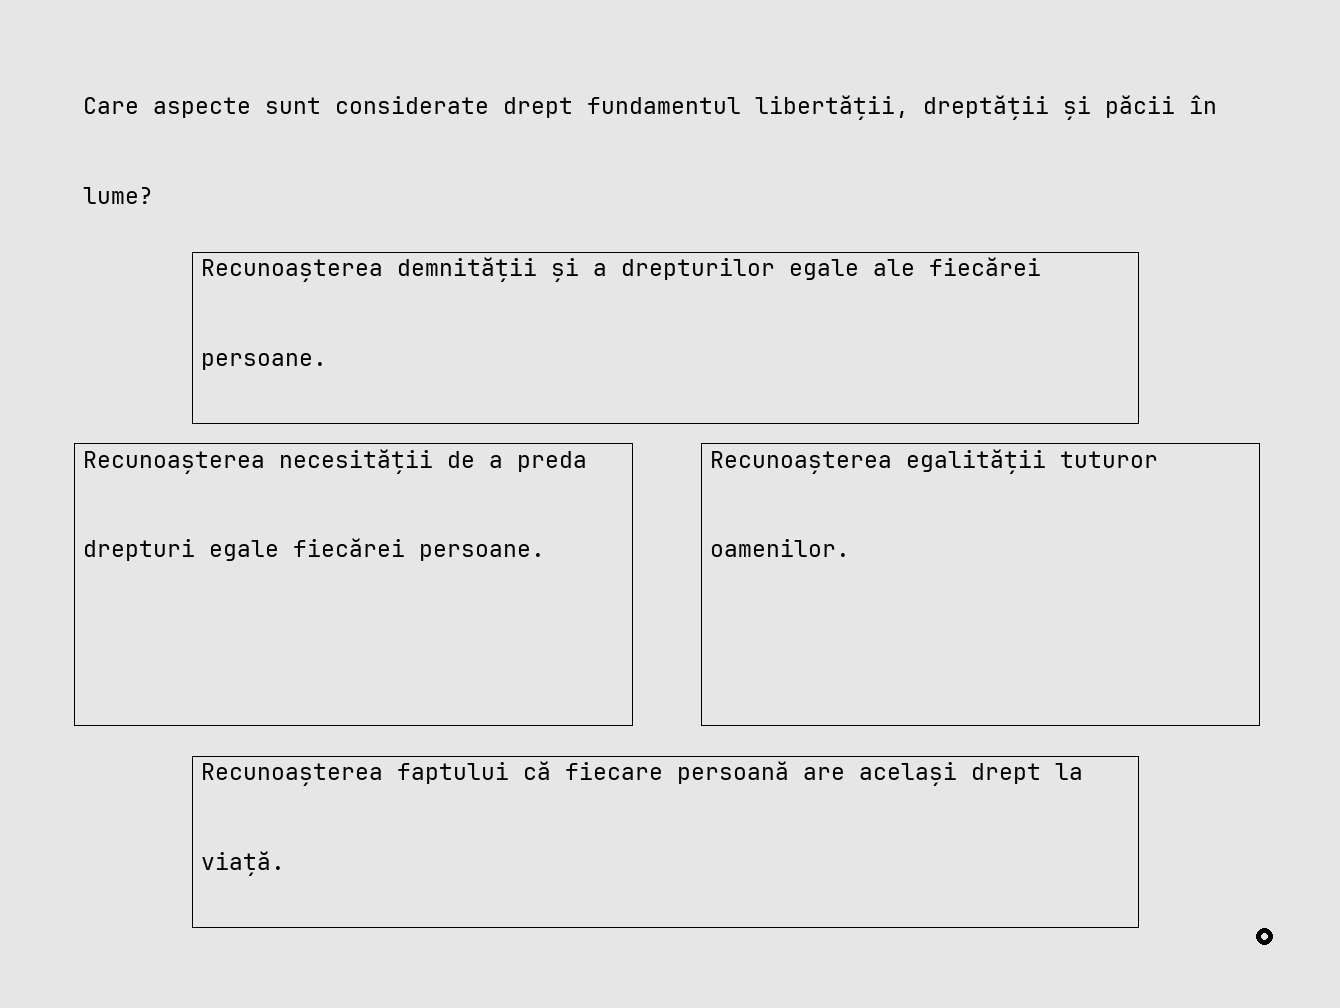 Care aspecte sunt considerate drept fundamentul libertății, dreptății și păcii în
lume?
Recunoașterea demnității și a drepturilor egale ale fiecărei
persoane.
Recunoașterea necesității de a preda
drepturi egale fiecărei persoane.
Recunoașterea egalității tuturor
oamenilor.
Recunoașterea faptului că fiecare persoană are același drept la
viață.